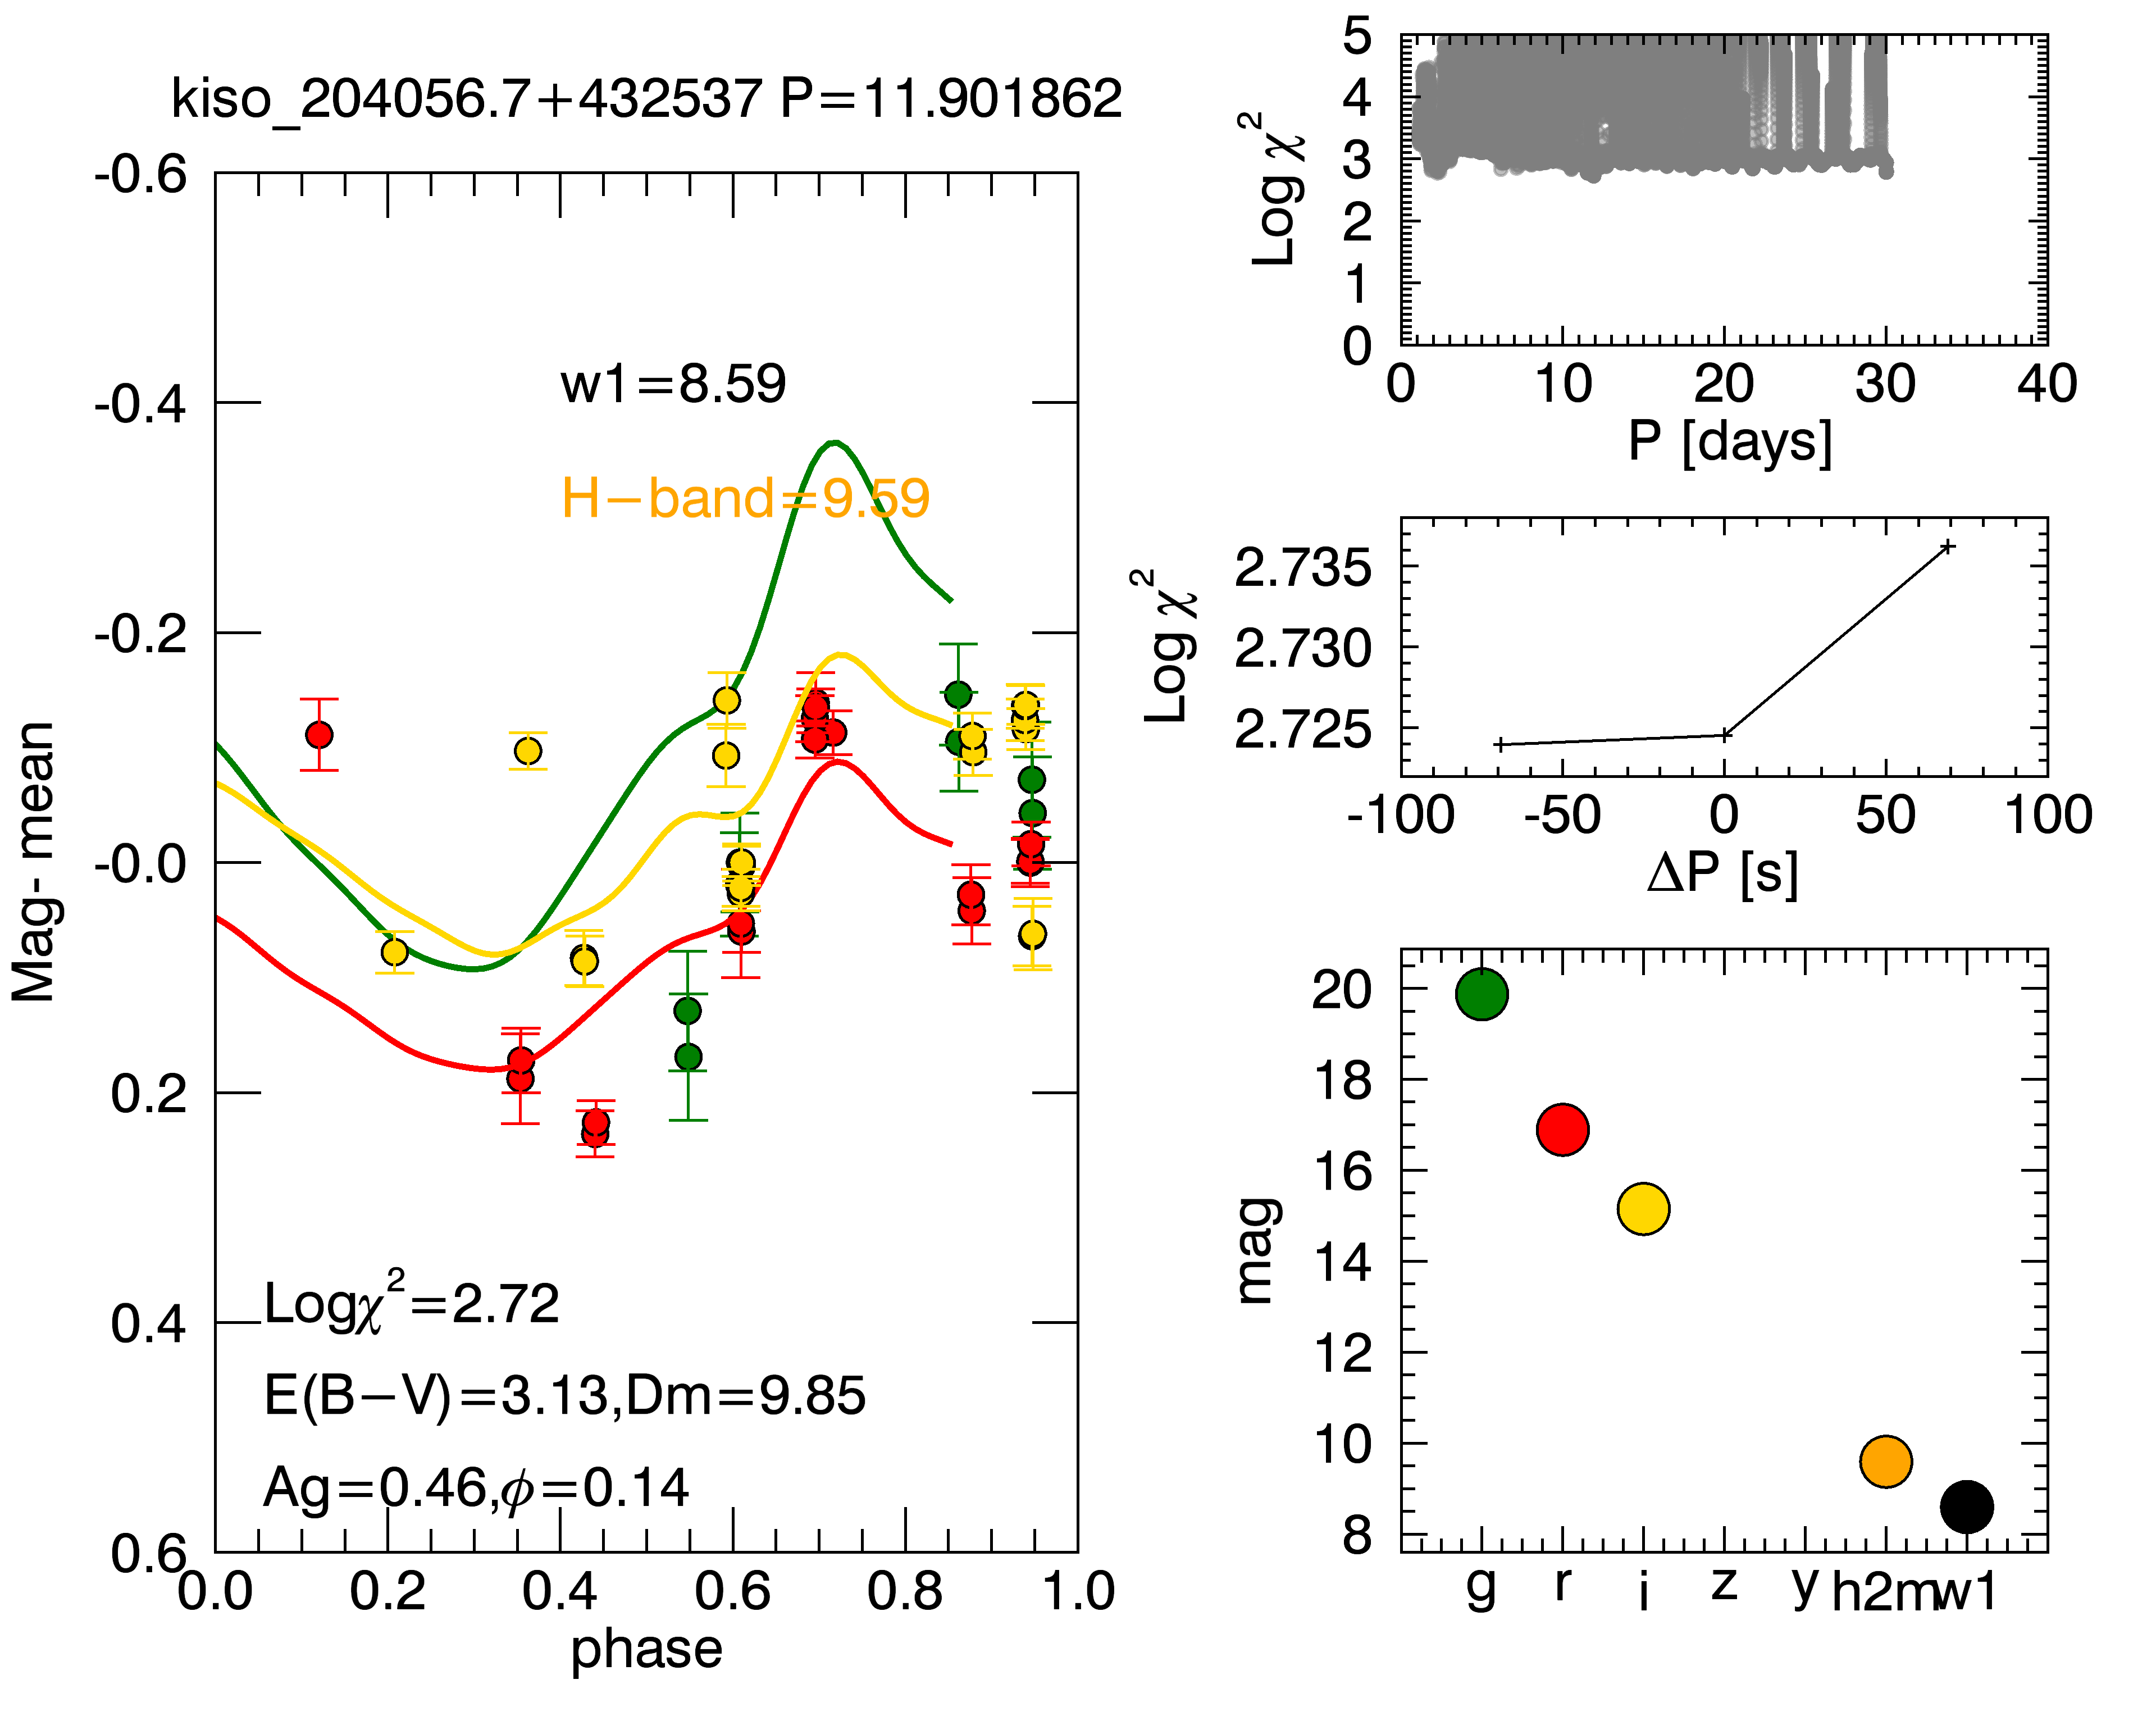 kiso_204056.7+432537 P=11.901862
-0.6
-0.4
-0.2
-0.0
0.2
0.4
0.6
Mag- mean
w1=8.59
H-band=9.59
Logχ²=2.72
E(B-V)=3.13,Dm=9.85
Ag=0.46,ϕ=0.14
0.0 0.2 0.4 0.6 0.8 1.0
phase
5
4
3
2
1
0
Log χ²
0 10 20 30 40
P [days]
2.735
2.730
2.725
Log χ²
-100 -50 0 50 100
ΔP [s]
20
18
16
14
12
10
8
mag
g r i z y h2m w1